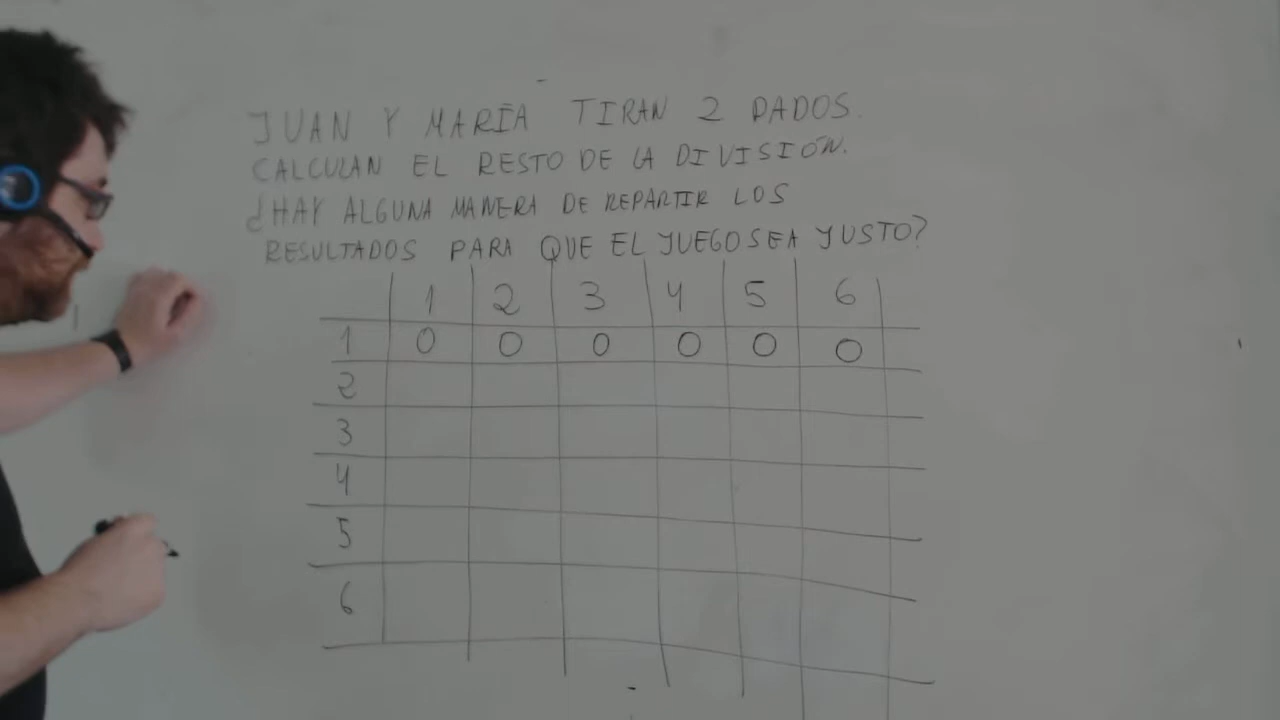 JUAN Y MARÍA TIRAN 2 DADOS.
CALCULAN EL RESTO DE LA DIVISIÓN.
¿HAY ALGUNA MANERA DE REPARTIR LOS
RESULTADOS PARA QUE EL JUEGO SEA JUSTO?
1 2 3 4 5 6
1 0 0 0 0 0 0
2
3
4
5
6